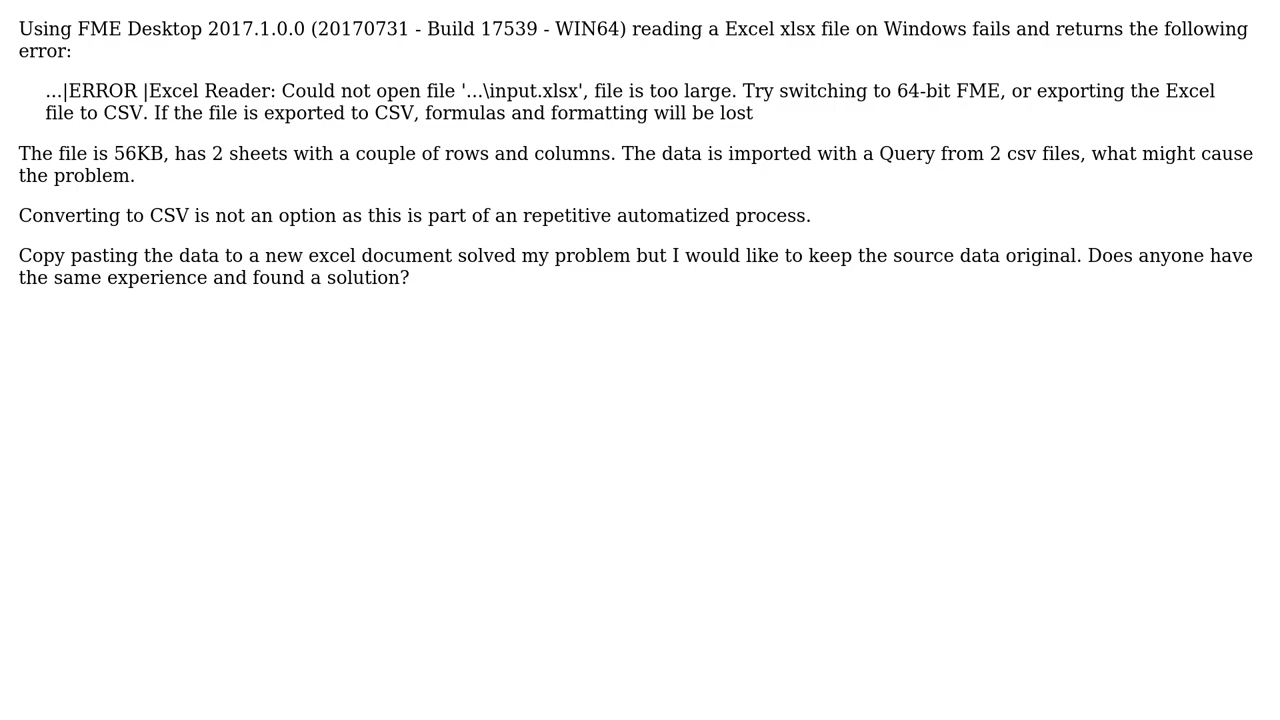 Using FME Desktop 2017.1.0.0 (20170731 - Build 17539 - WIN64) reading a Excel xlsx file on Windows fails and returns the following
error:
...|ERROR |Excel Reader: Could not open file '...\input.xlsx', file is too large. Try switching to 64-bit FME, or exporting the Excel
file to CSV. If the file is exported to CSV, formulas and formatting will be lost
The file is 56KB, has 2 sheets with a couple of rows and columns. The data is imported with a Query from 2 csv files, what might cause
the problem.
Converting to CSV is not an option as this is part of an repetitive automatized process.
Copy pasting the data to a new excel document solved my problem but I would like to keep the source data original. Does anyone have
the same experience and found a solution?